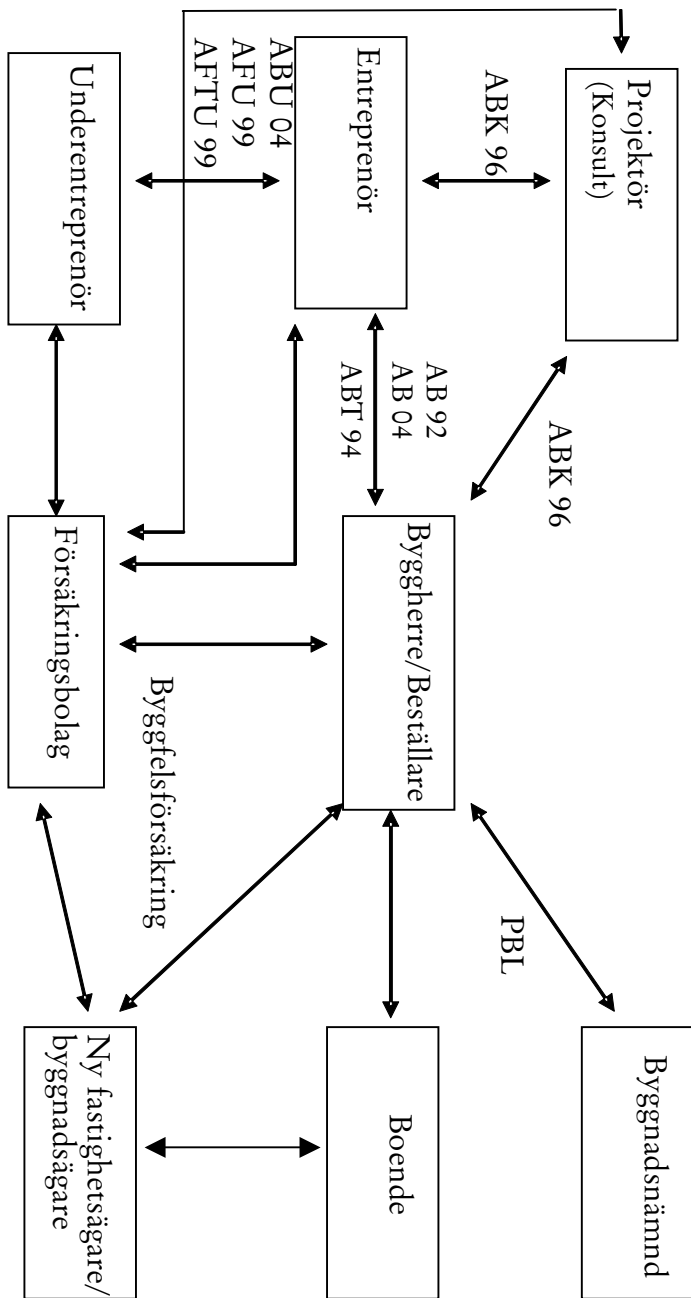 Projektör
(Konsult)
ABK 96
Byggnadsnämnd
PBL
ABK 96
Entreprenör
AB 92
AB 04
ABT 94
Byggherre/Beställare
Boende
ABU 04
AFU 99
AFTU 99
Byggfelsförsäkring
Underentreprenör
Försäkringsbolag
Ny fastighetsägare/
byggnadsägare